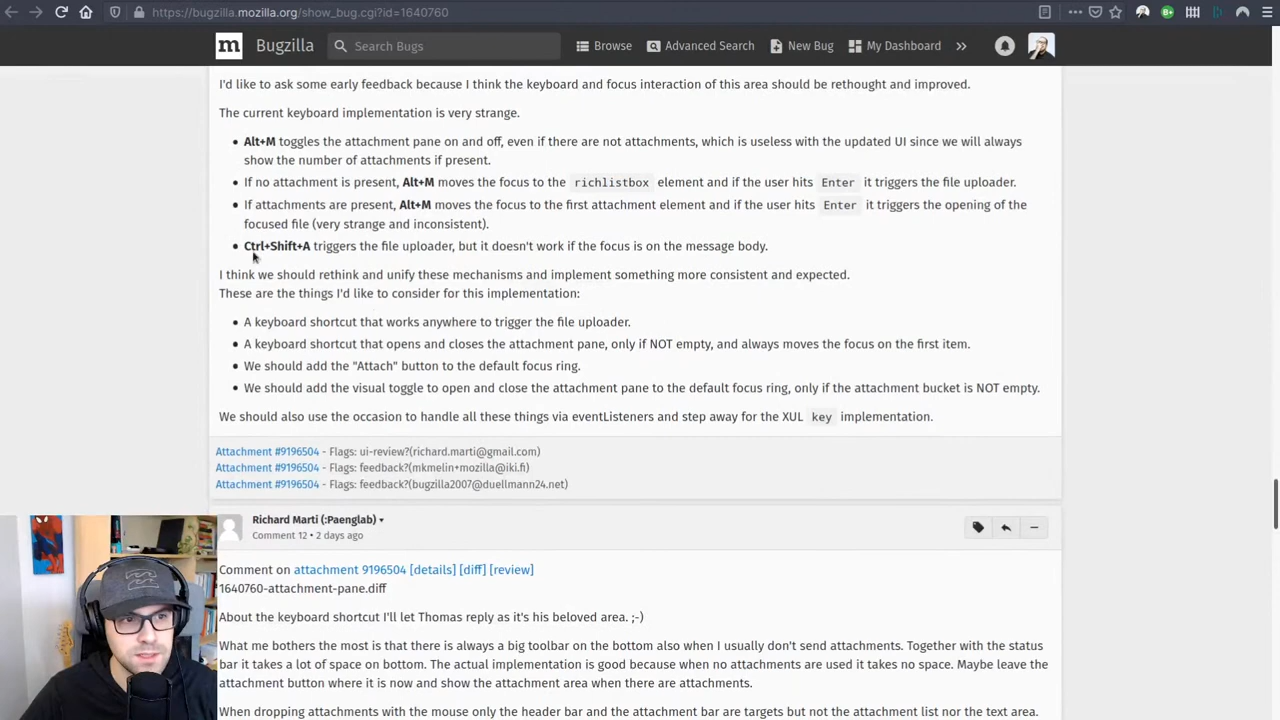 https://bugzilla.mozilla.org/show_bug.cgi?id=1640760
m Bugzilla Search Bugs Browse Advanced Search New Bug My Dashboard »
I'd like to ask some early feedback because I think the keyboard and focus interaction of this area should be rethought and improved.
The current keyboard implementation is very strange.
• Alt+M toggles the attachment pane on and off, even if there are not attachments, which is useless with the updated UI since we will always
show the number of attachments if present.
• If no attachment is present, Alt+M moves the focus to the richlistbox element and if the user hits Enter it triggers the file uploader.
• If attachments are present, Alt+M moves the focus to the first attachment element and if the user hits Enter it triggers the opening of the
focused file (very strange and inconsistent).
• Ctrl+Shift+A triggers the file uploader, but it doesn't work if the focus is on the message body.
I think we should rethink and unify these mechanisms and implement something more consistent and expected.
These are the things I'd like to consider for this implementation:
• A keyboard shortcut that works anywhere to trigger the file uploader.
• A keyboard shortcut that opens and closes the attachment pane, only if NOT empty, and always moves the focus on the first item.
• We should add the "Attach" button to the default focus ring.
• We should add the visual toggle to open and close the attachment pane to the default focus ring, only if the attachment bucket is NOT empty.
We should also use the occasion to handle all these things via eventListeners and step away for the XUL key implementation.
Attachment #9196504 - Flags: ui-review?(richard.marti@gmail.com)
Attachment #9196504 - Flags: feedback?(mkmelin+mozilla@iki.fi)
Attachment #9196504 - Flags: feedback?(bugzilla2007@duellmann24.net)
Richard Marti (:Paenglab)
Comment 12 • 2 days ago
Comment on attachment 9196504 [details] [diff] [review]
1640760-attachment-pane.diff
About the keyboard shortcut I'll let Thomas reply as it's his beloved area. ;-)
What me bothers the most is that there is always a big toolbar on the bottom also when I usually don't send attachments. Together with the status
bar it takes a lot of space on bottom. The actual implementation is good because when no attachments are used it takes no space. Maybe leave the
attachment button where it is now and show the attachment area when there are attachments.
When dropping attachments with the mouse only the header bar and the attachment bar are targets but not the attachment list nor the text area.